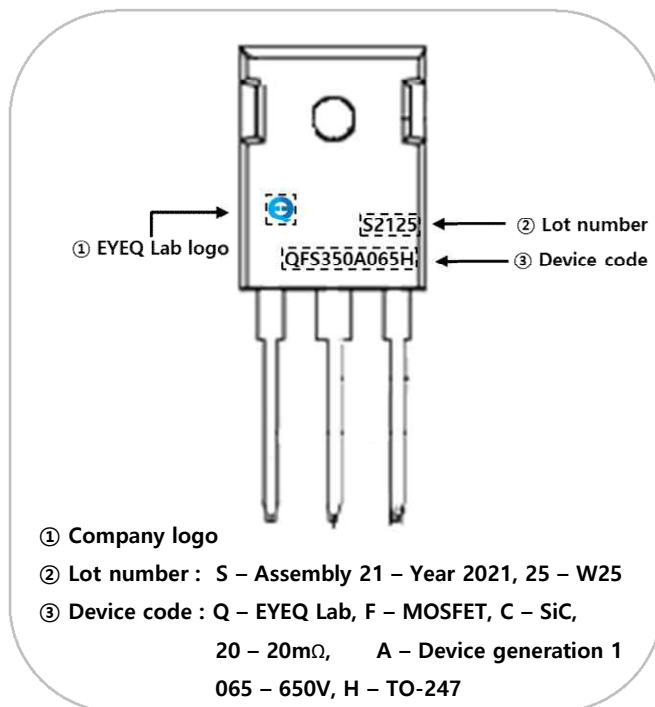 S2125
① EYEQ Lab logo
② Lot number
QFS350A065H
③ Device code
① Company logo
② Lot number : S – Assembly 21 – Year 2021, 25 – W25
③ Device code : Q – EYEQ Lab, F – MOSFET, C – SiC,
20 – 20mΩ, A – Device generation 1
065 – 650V, H – TO-247